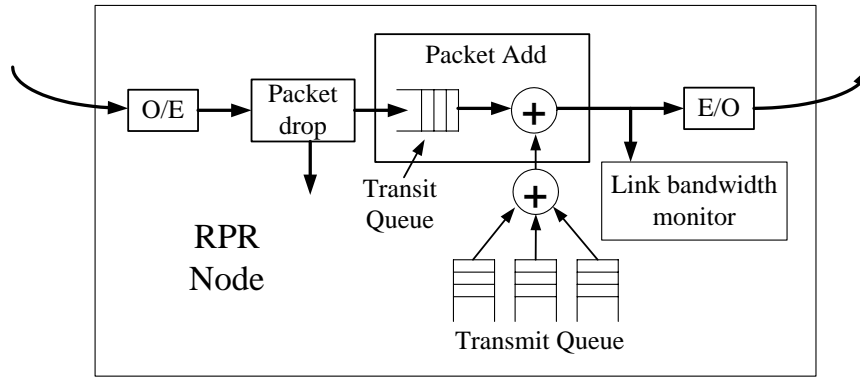 Packet Add
O/E
Packet
drop
+
E/O
Transit
Queue
+
Link bandwidth
monitor
RPR
Node
Transmit Queue